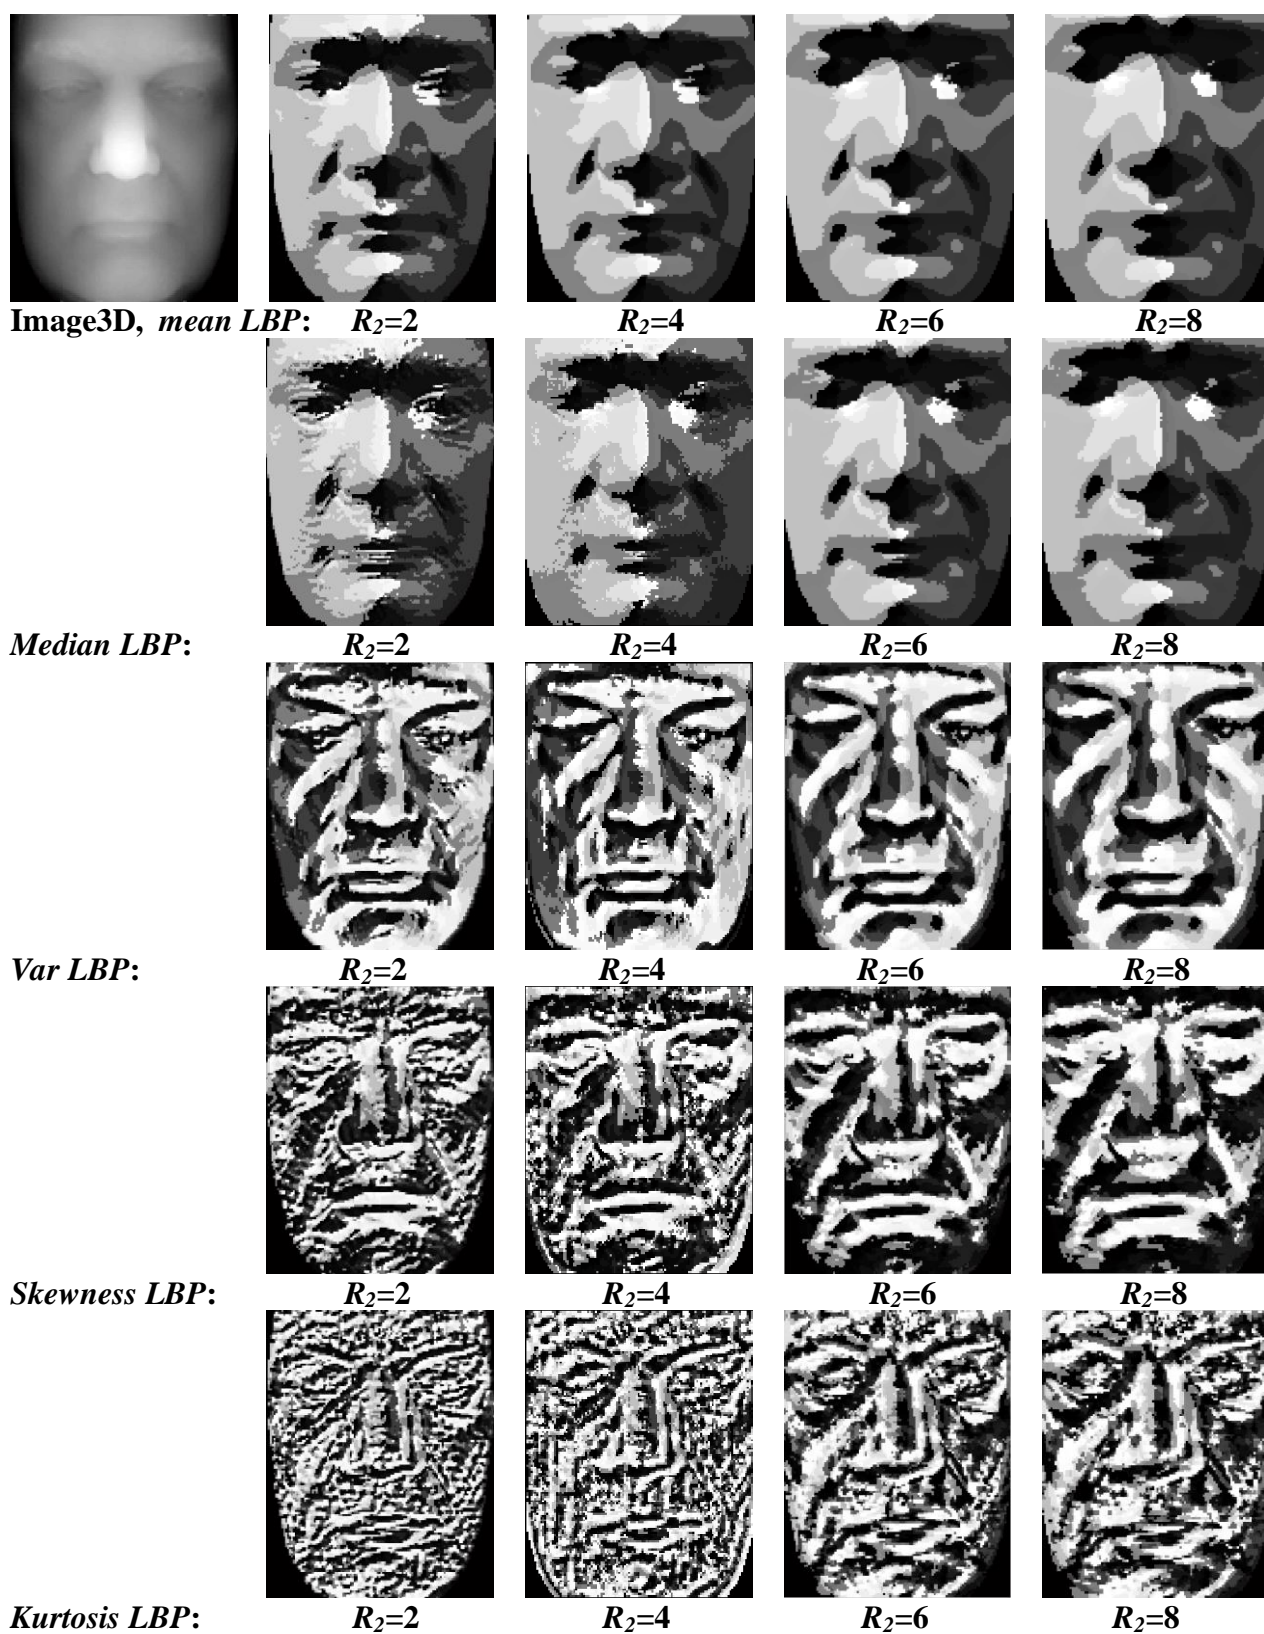 Image3D, mean LBP: R2=2 R2=4 R2=6 R2=8
Median LBP: R2=2 R2=4 R2=6 R2=8
Var LBP: R2=2 R2=4 R2=6 R2=8
Skewness LBP: R2=2 R2=4 R2=6 R2=8
Kurtosis LBP: R2=2 R2=4 R2=6 R2=8